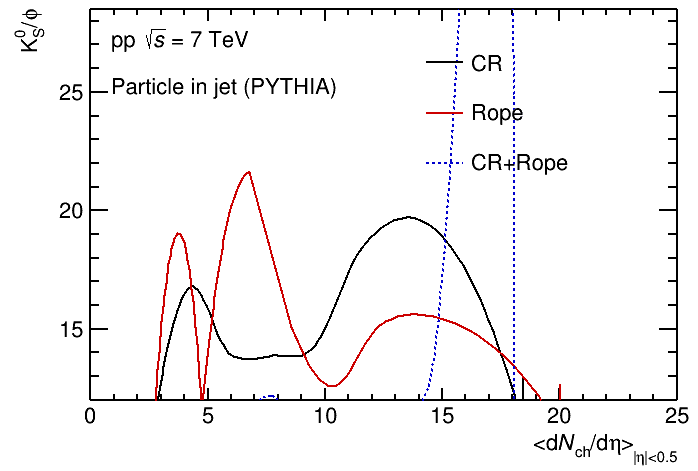 K⁰_S/ϕ
pp √s = 7 TeV
Particle in jet (PYTHIA)
CR
Rope
CR+Rope
25
20
15
0 5 10 15 20 25
<dN_ch/dη>_|η|<0.5